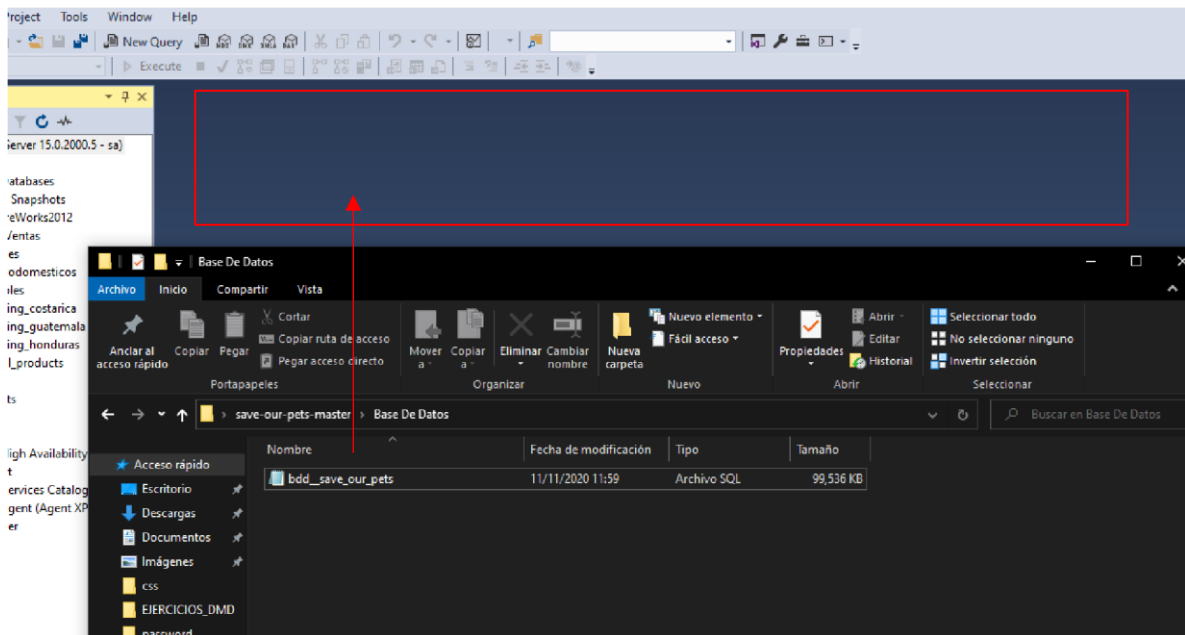 Project Tools Window Help
New Query
Execute
Server 15.0.2000.5 - sa)
atabases
Snapshots
eWorks2012
Ventas
es
odomesticos
les
ing_costarica
ing_guatemala
ing_honduras
l_products
ts
igh Availability
t
ervices Catalog
gent (Agent XP
er
Base De Datos
Archivo Inicio Compartir Vista
Anclar al acceso rápido
Copiar
Pegar
Cortar
Copiar ruta de acceso
Pegar acceso directo
Portapapeles
Mover a
Copiar a
Eliminar
Cambiar nombre
Organizar
Nueva carpeta
Nuevo elemento
Fácil acceso
Nuevo
Propiedades
Abrir
Editar
Historial
Abrir
Seleccionar todo
No seleccionar ninguno
Invertir selección
Seleccionar
save-our-pets-master › Base De Datos
Buscar en Base De Datos
Nombre Fecha de modificación Tipo Tamaño
bdd__save_our_pets 11/11/2020 11:59 Archivo SQL 99,536 KB
Acceso rápido
Escritorio
Descargas
Documentos
Imágenes
css
EJERCICIOS_DMD
password